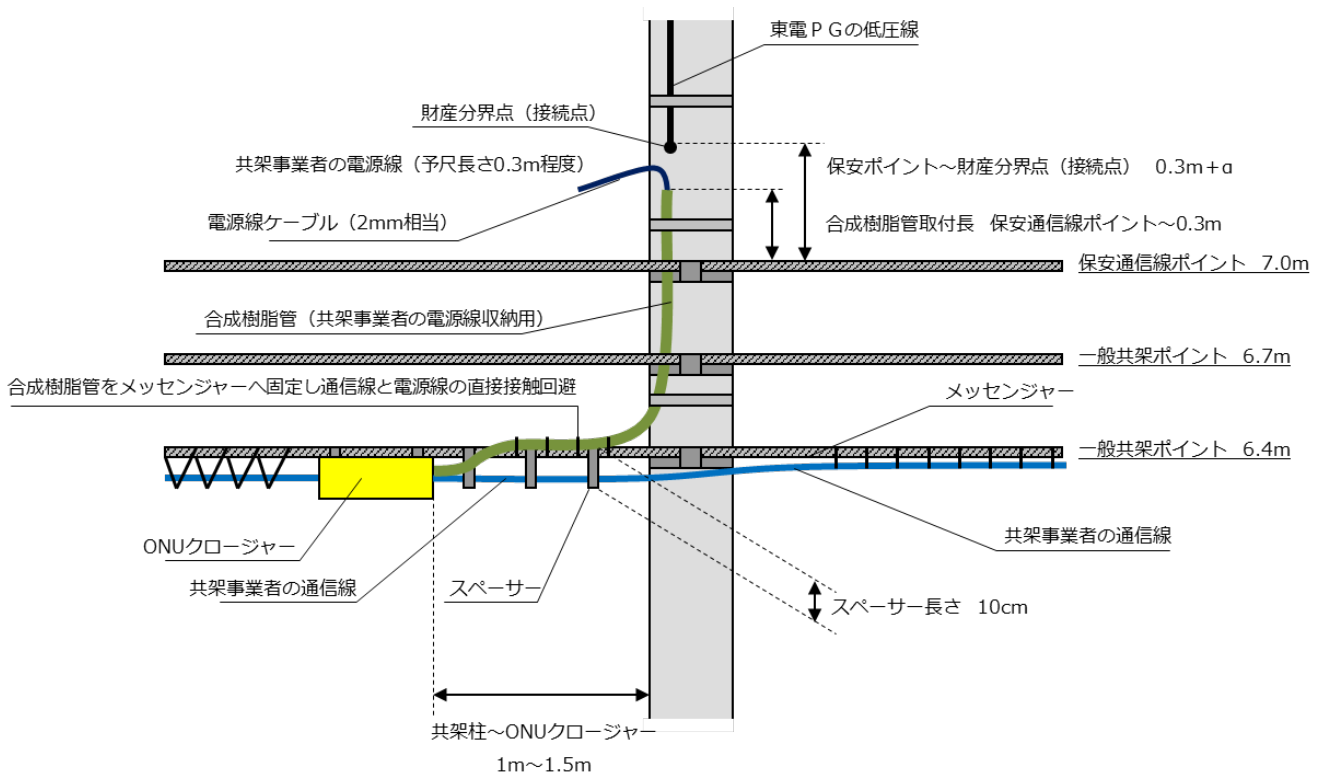 東電ＰＧの低圧線
財産分界点（接続点）
共架事業者の電源線（予尺長さ0.3m程度）
保安ポイント～財産分界点（接続点） 0.3m＋α
電源線ケーブル（2mm相当）
合成樹脂管取付長 保安通信線ポイント～0.3m
保安通信線ポイント 7.0m
合成樹脂管（共架事業者の電源線収納用）
一般共架ポイント 6.7m
合成樹脂管をメッセンジャーへ固定し通信線と電源線の直接接触回避
メッセンジャー
一般共架ポイント 6.4m
ONUクロージャー
共架事業者の通信線
共架事業者の通信線
スペーサー
スペーサー長さ 10cm
共架柱～ONUクロージャー
1m～1.5m